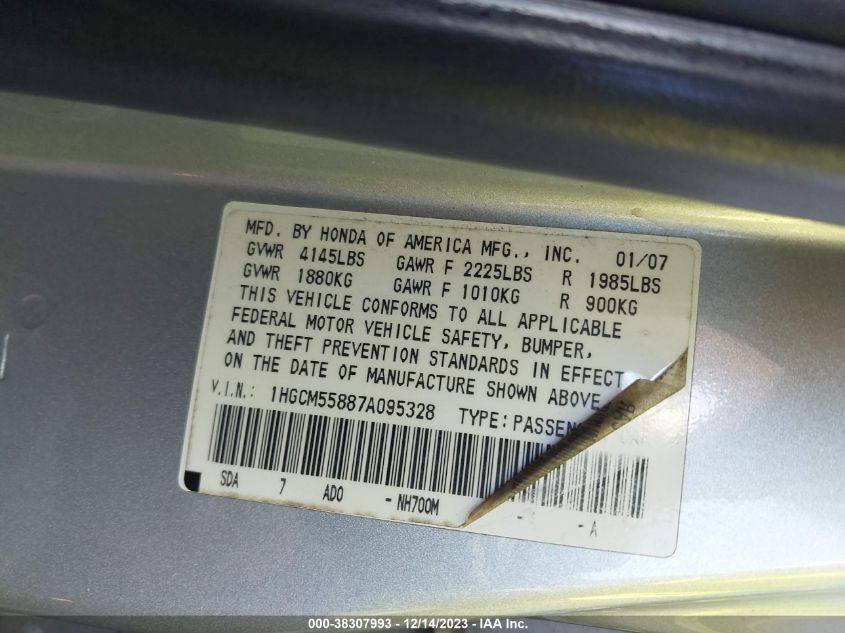 MFD. BY HONDA OF AMERICA MFG., INC. 01/07
GVWR 4145LBS GAWR F 2225LBS R 1985LBS
GVWR 1880KG GAWR F 1010KG R 900KG
THIS VEHICLE CONFORMS TO ALL APPLICABLE
FEDERAL MOTOR VEHICLE SAFETY, BUMPER,
AND THEFT PREVENTION STANDARDS IN EFFECT
ON THE DATE OF MANUFACTURE SHOWN ABOVE.
V.I.N.: 1HGCM55887A095328 TYPE:PASSEN
SDA 7 AD0 - NH700M - - A
000-38307993 - 12/14/2023 - IAA Inc.